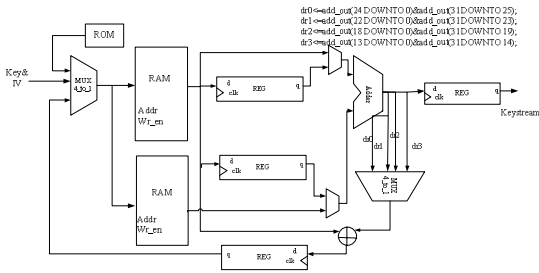 dr0<=add_out(24 DOWNTO 0)&add_out(31DOWNTO 25);
dr1<=add_out(22DOWNTO 0)&add_out(31DOWNTO 23);
dr2<=add_out(18 DOWNTO 0)&add_out(31DOWNTO 19);
dr3<=add_out(13 DOWNTO 0)&add_out(31DOWNTO 14);
ROM
Key&
IV
MUX
4_to_1
RAM
Addr
Wr_en
d
clk
REG
q
Adder
d
clk
REG
q
Keystream
dr0
dr1
dr2
dr3
RAM
Addr
Wr_en
d
clk
REG
q
MUX
4_to_1
q
REG
d
clk